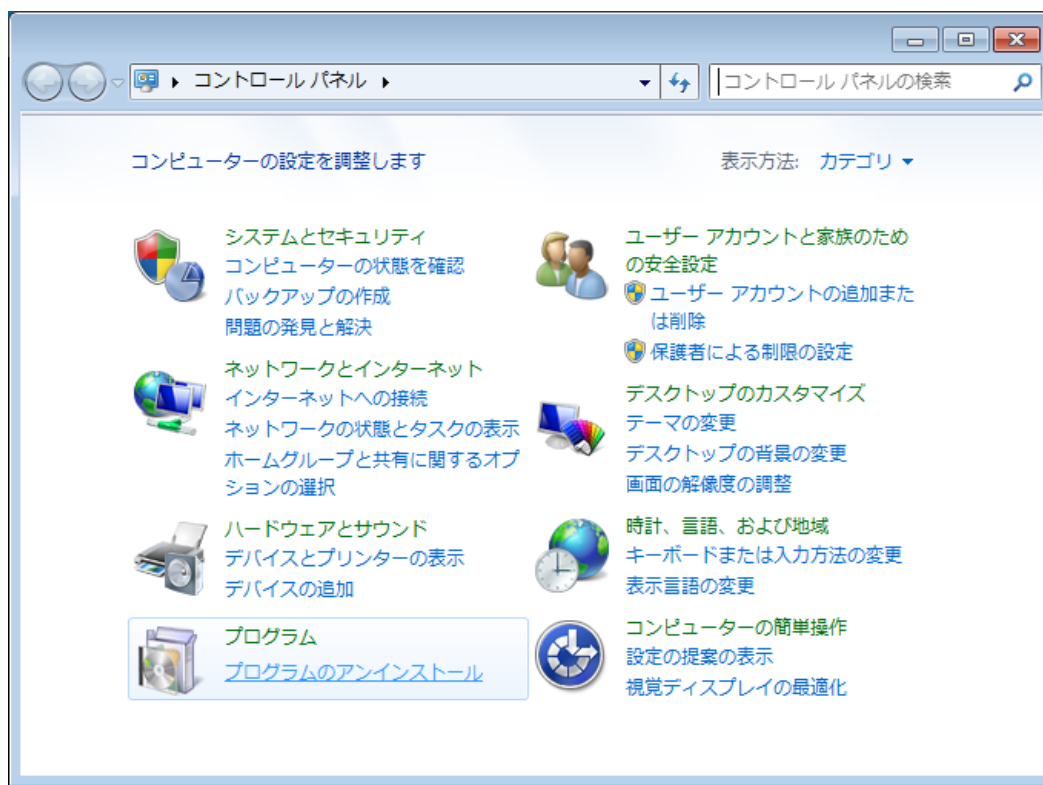 コントロール パネル
コントロール パネルの検索
コンピューターの設定を調整します
表示方法: カテゴリ
システムとセキュリティ
コンピューターの状態を確認
バックアップの作成
問題の発見と解決
ネットワークとインターネット
インターネットへの接続
ネットワークの状態とタスクの表示
ホームグループと共有に関するオプ
ションの選択
ハードウェアとサウンド
デバイスとプリンターの表示
デバイスの追加
プログラム
プログラムのアンインストール
ユーザー アカウントと家族のため
の安全設定
ユーザー アカウントの追加また
は削除
保護者による制限の設定
デスクトップのカスタマイズ
テーマの変更
デスクトップの背景の変更
画面の解像度の調整
時計、言語、および地域
キーボードまたは入力方法の変更
表示言語の変更
コンピューターの簡単操作
設定の提案の表示
視覚ディスプレイの最適化